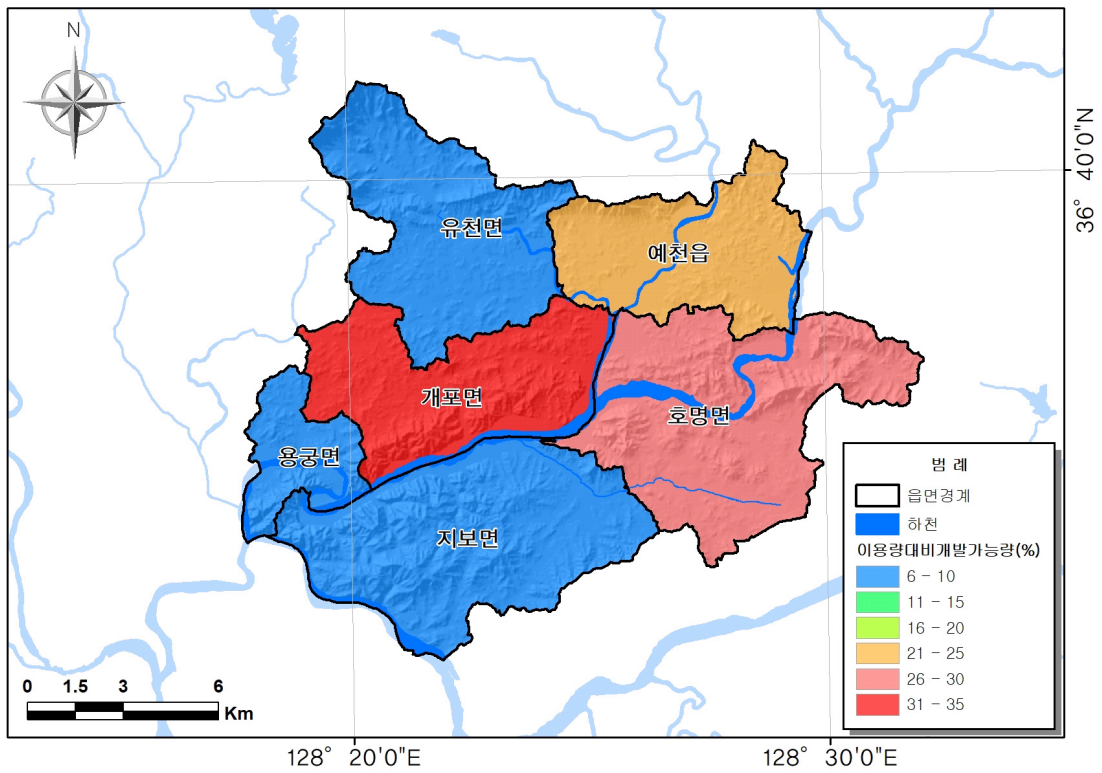 N
40'0"N
36°
유천면
예천읍
개포면
호명면
용궁면
지보면
범 례
읍면경계
하천
이용량대비개발가능량(%)
6 - 10
11 - 15
16 - 20
21 - 25
26 - 30
31 - 35
0 1.5 3 6
Km
128° 20'0"E
128° 30'0"E